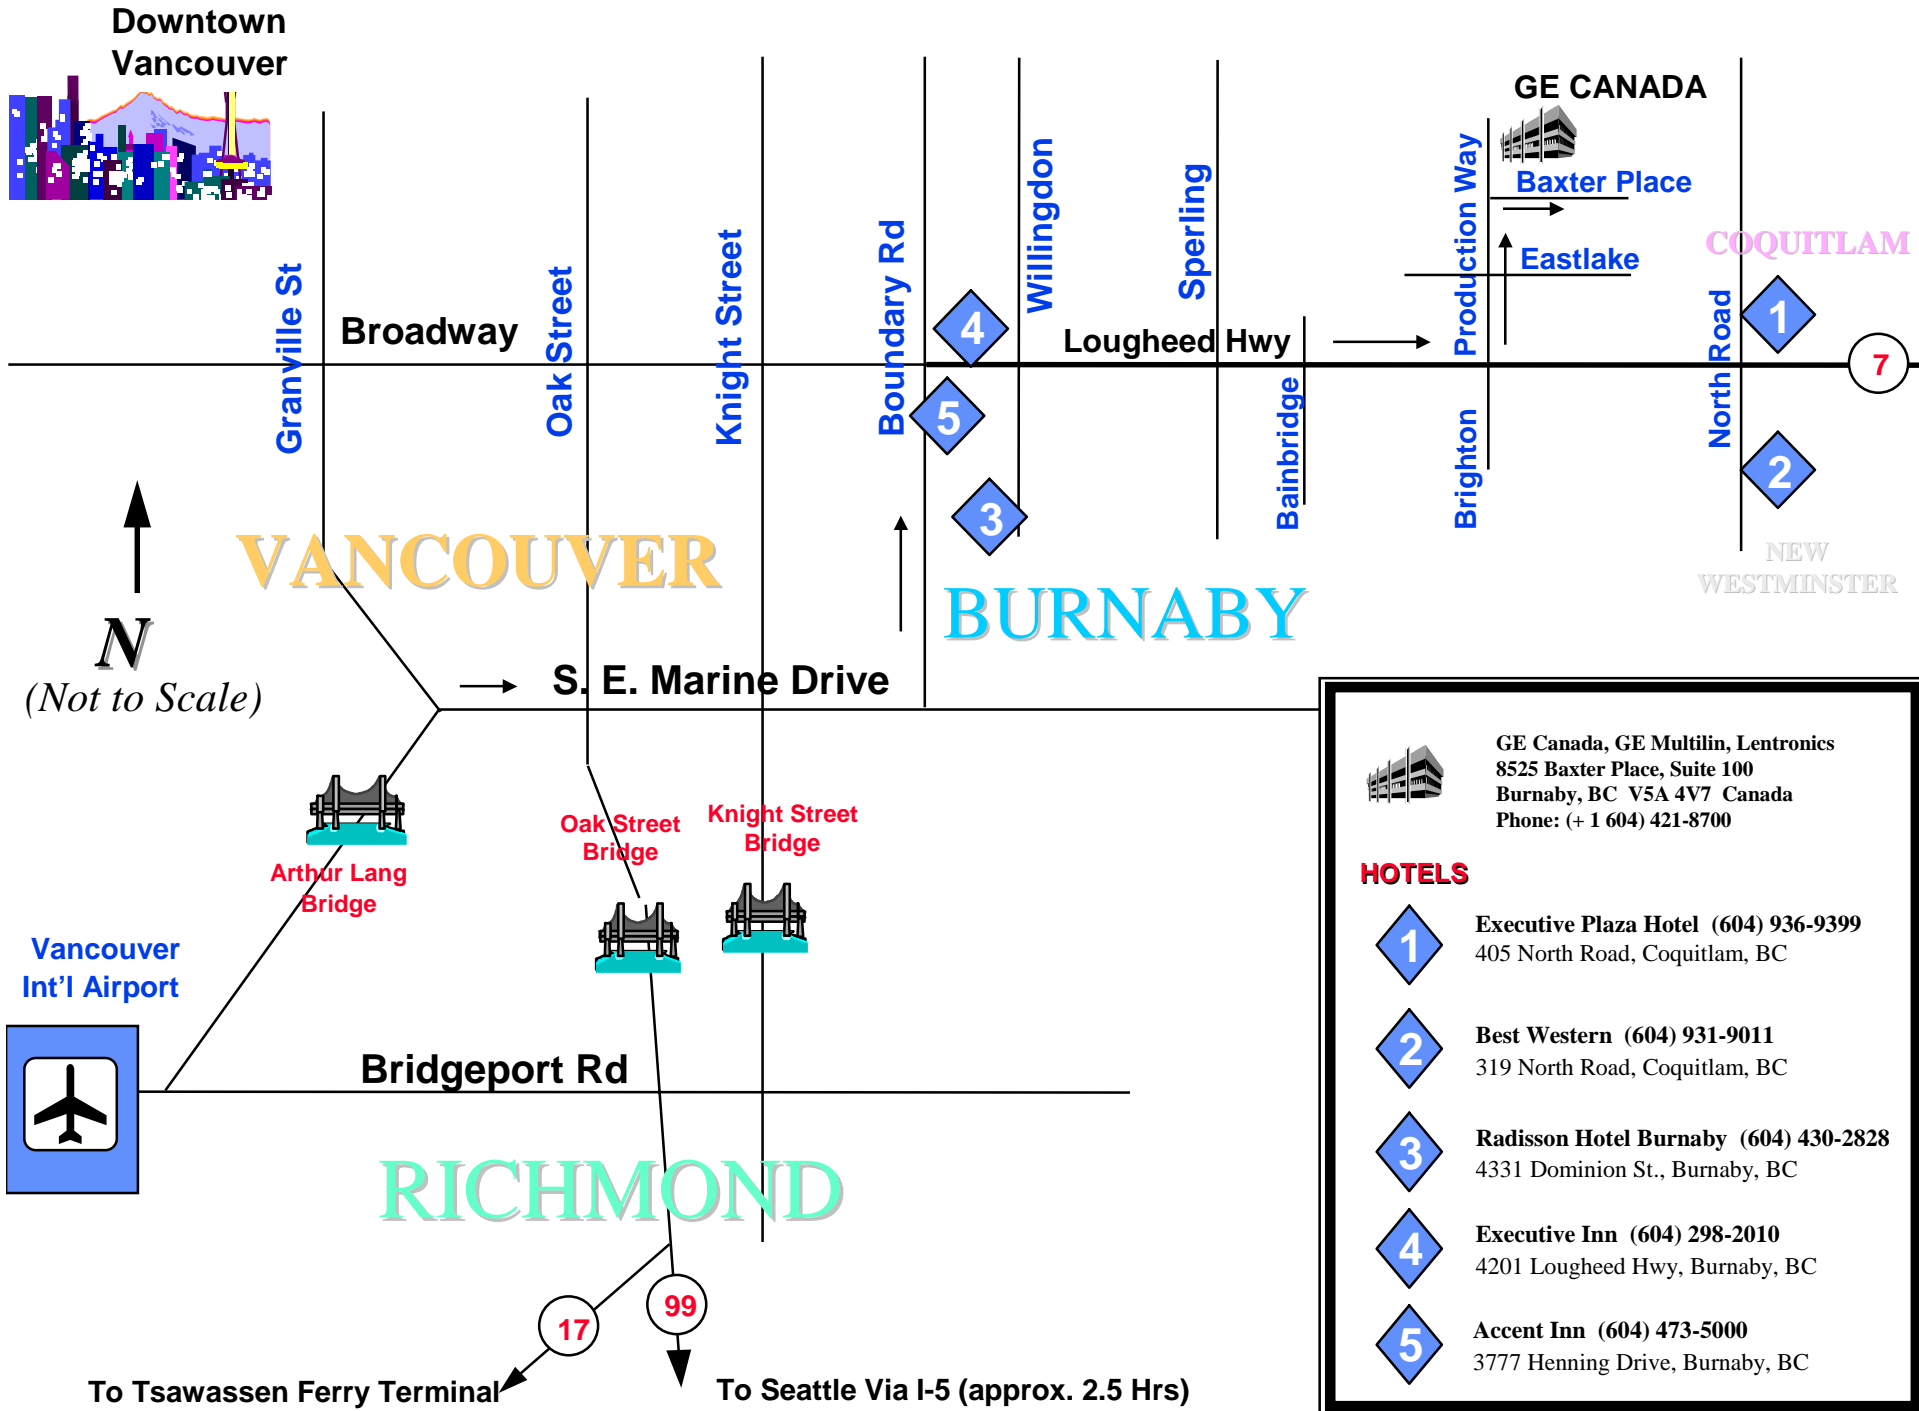 Downtown
Vancouver
GE CANADA
Baxter Place
Eastlake
COQUITLAM
Granville St
Broadway
Oak Street
Knight Street
Boundary Rd
Willingdon
Sperling
Lougheed Hwy
Bainbridge
Production Way
Brighton
North Road
4
5
3
1
2
7
VANCOUVER
BURNABY
NEW
WESTMINSTER
N
(Not to Scale)
S. E. Marine Drive
Arthur Lang
Bridge
Oak Street
Bridge
Knight Street
Bridge
Vancouver
Int'l Airport
Bridgeport Rd
RICHMOND
17
99
To Tsawassen Ferry Terminal
To Seattle Via I-5 (approx. 2.5 Hrs)
GE Canada, GE Multilin, Lentronics
8525 Baxter Place, Suite 100
Burnaby, BC  V5A 4V7  Canada
Phone: (+ 1 604) 421-8700
HOTELS
1
Executive Plaza Hotel  (604) 936-9399
405 North Road, Coquitlam, BC
2
Best Western  (604) 931-9011
319 North Road, Coquitlam, BC
3
Radisson Hotel Burnaby  (604) 430-2828
4331 Dominion St., Burnaby, BC
4
Executive Inn  (604) 298-2010
4201 Lougheed Hwy, Burnaby, BC
5
Accent Inn  (604) 473-5000
3777 Henning Drive, Burnaby, BC